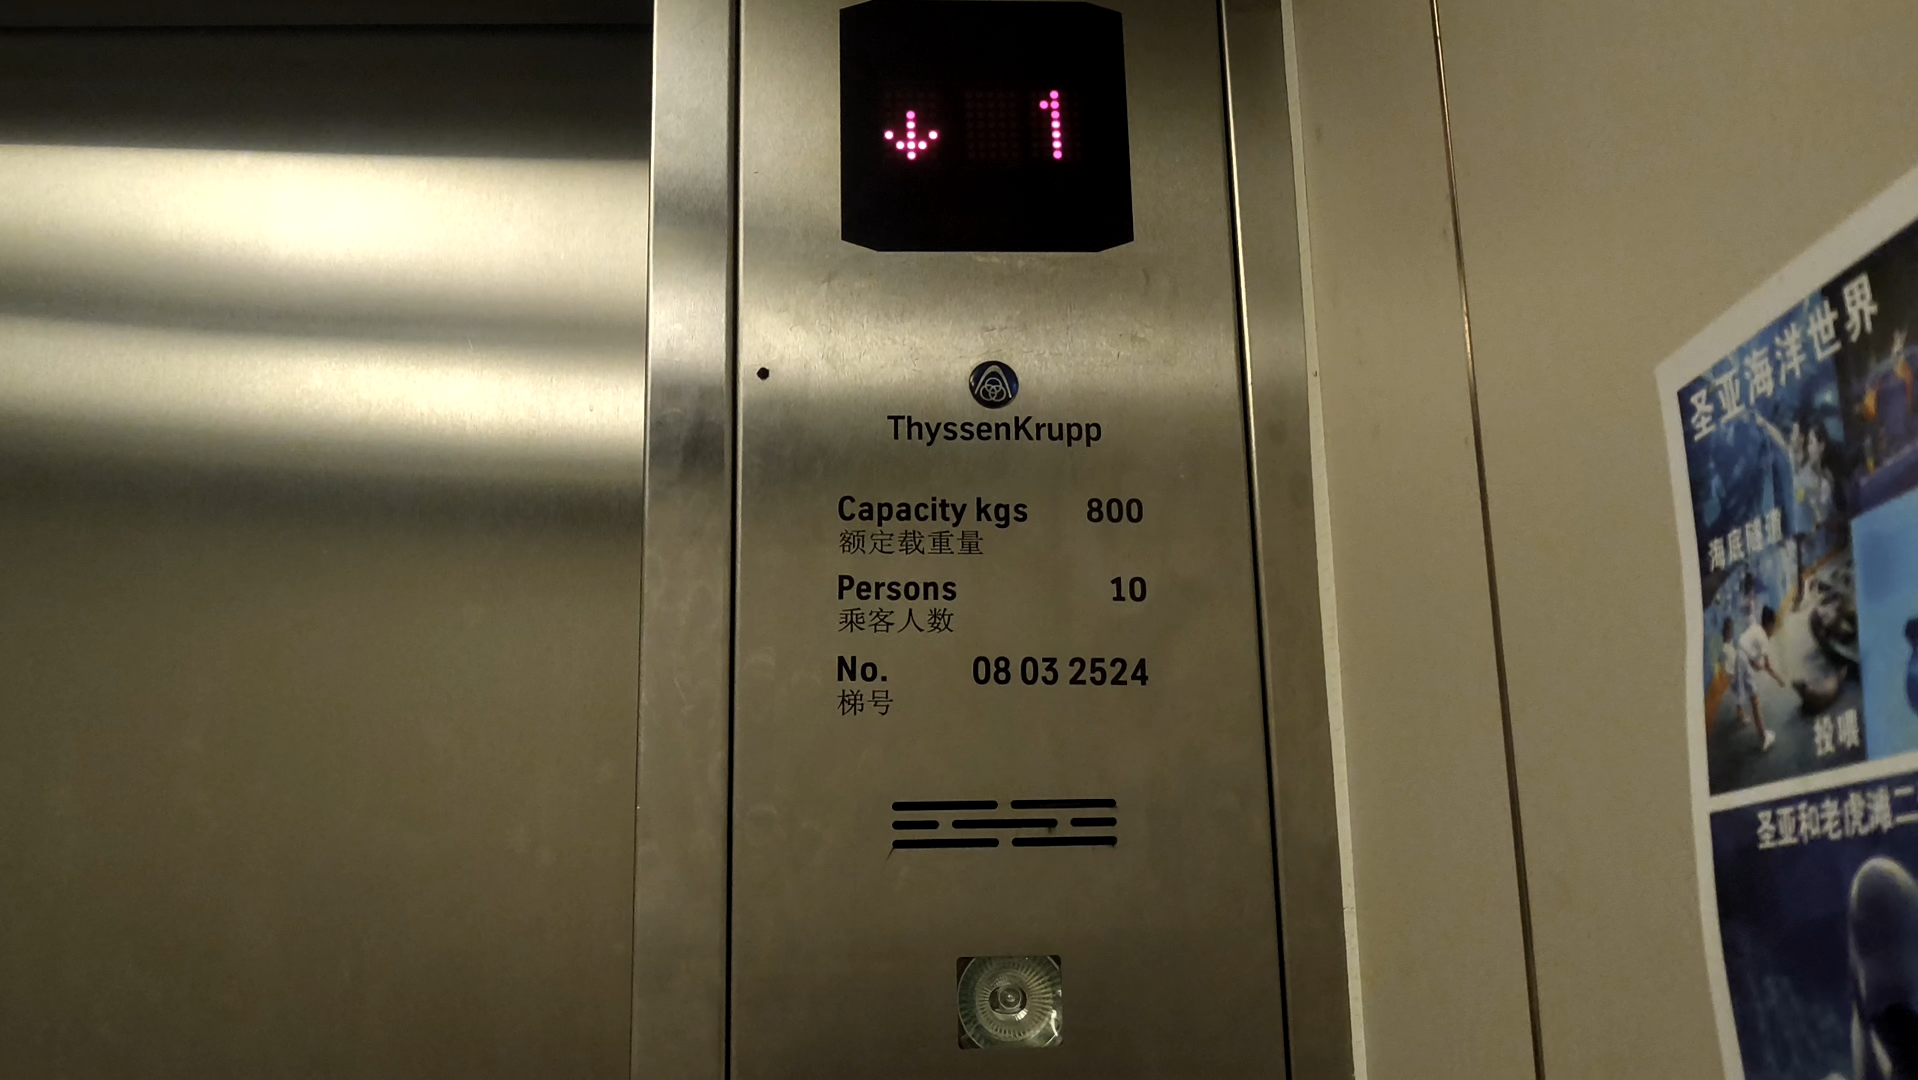 ↓ 1
ThyssenKrupp
Capacity kgs 800
额定载重量
Persons 10
乘客人数
No. 08 03 2524
梯号
圣亚海洋世界
海底隧道
投喂
圣亚和老虎滩二